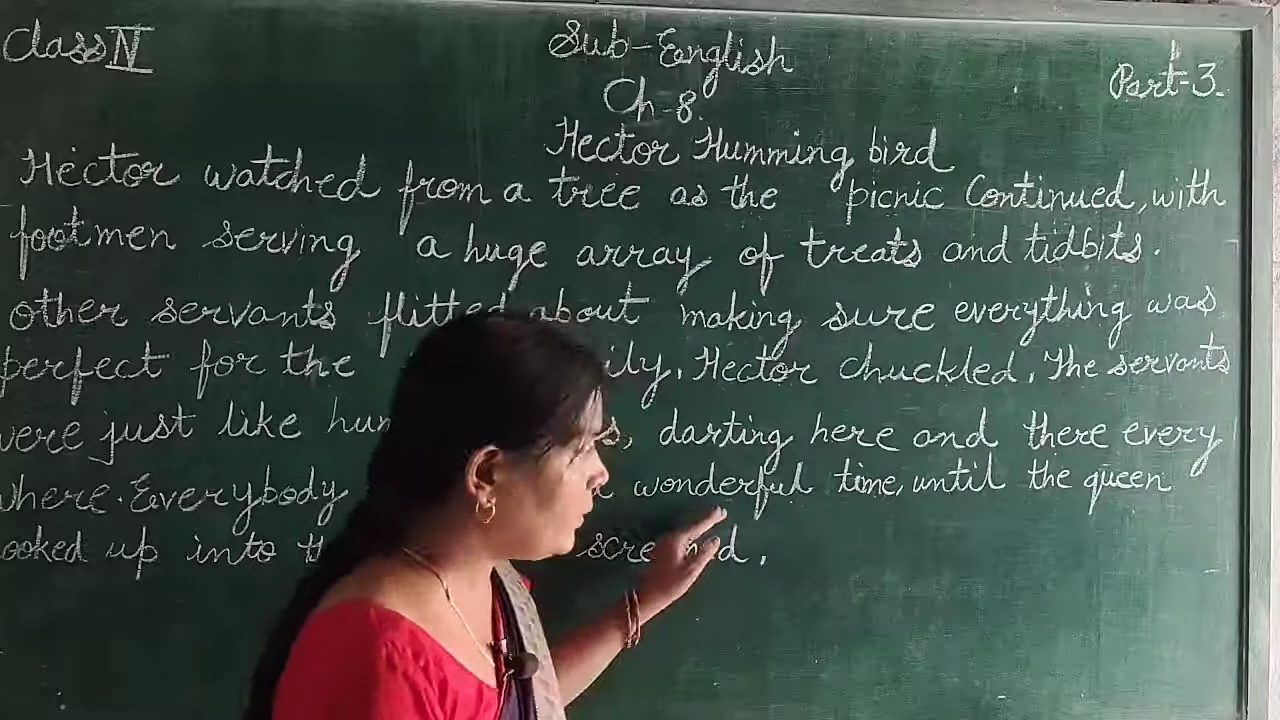 Class IV
Sub-English
Part-3.
Ch-8.
Hector Humming bird
Hector watched from a tree as the picnic Continued, with
footmen serving a huge array of treats and tidbits.
other servants flitted about making sure everything was
perfect for the ily. Hector chuckled. The servants
were just like hum s, darting here and there every
where. Everybody wonderful time, until the queen
ooked up into th scre d.